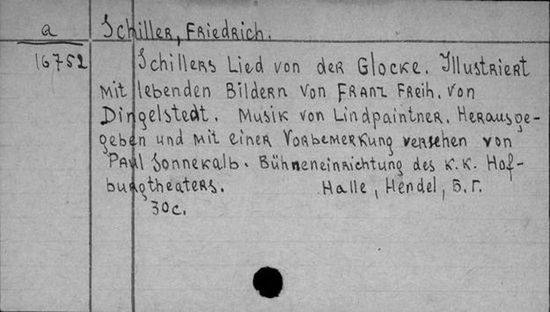 a
Schiller, Friedrich.
16752
Schillers Lied von der Glocke. Illustriert
mit lebenden Bildern von Franz Freih. von
Dingelstedt. Musik von Lindpaintner. Herausge-
geben und mit einer Vorbemerkung versehen von
Paul Sonnekalb. Bühneneinrichtung des K.K. Hof-
burgtheaters. Halle, Hendel, б.г.
30c.